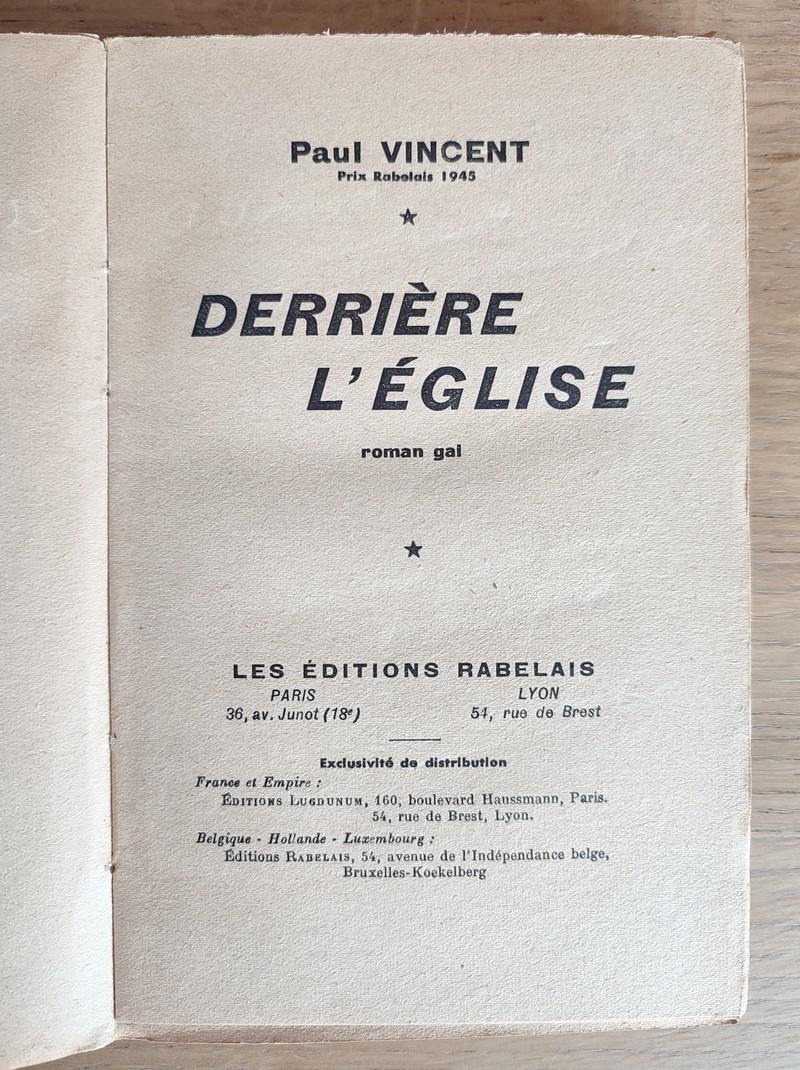 Paul VINCENT
Prix Rabelais 1945
DERRIÈRE
L'ÉGLISE
roman gai
LES ÉDITIONS RABELAIS
PARIS LYON
36, av. Junot (18e) 54, rue de Brest
Exclusivité de distribution
France et Empire :
ÉDITIONS LUGDUNUM, 160, boulevard Haussmann, Paris.
54, rue de Brest, Lyon.
Belgique - Hollande - Luxembourg :
Éditions RABELAIS, 54, avenue de l'Indépendance belge,
Bruxelles-Koekelberg